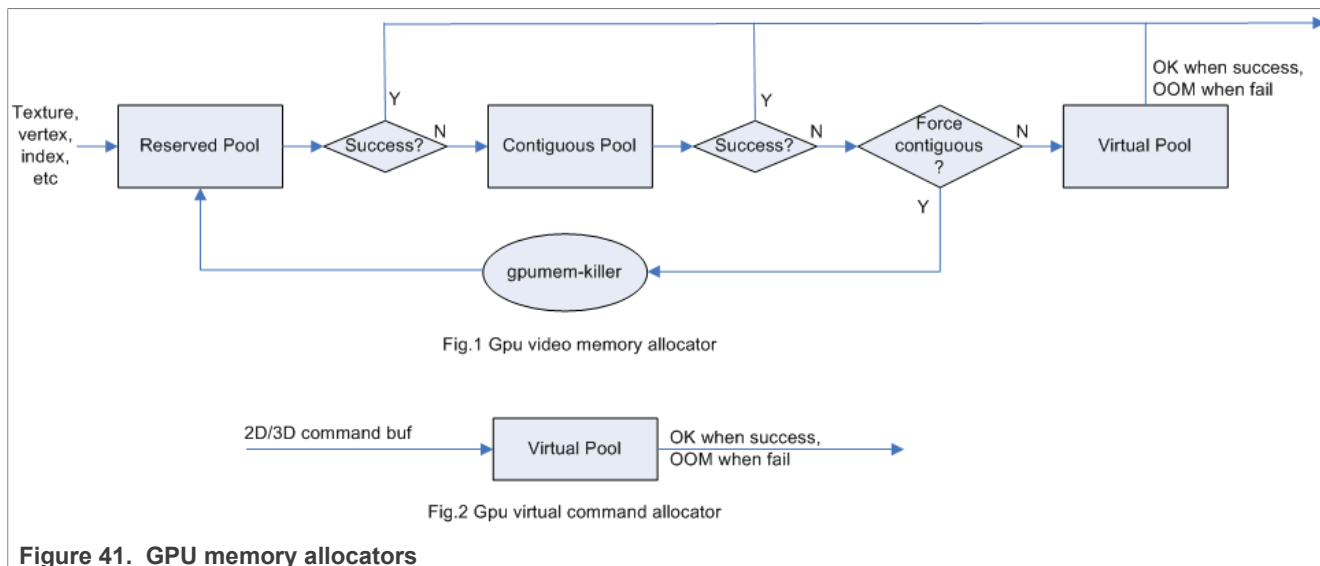 Texture,
vertex,
index,
etc
Reserved Pool
Success?
Y
N
Contiguous Pool
Success?
Y
N
Force
contiguous
?
N
Y
Virtual Pool
OK when success,
OOM when fail
gpumem-killer
Fig.1 Gpu video memory allocator
2D/3D command buf
Virtual Pool
OK when success,
OOM when fail
Fig.2 Gpu virtual command allocator
Figure 41. GPU memory allocators